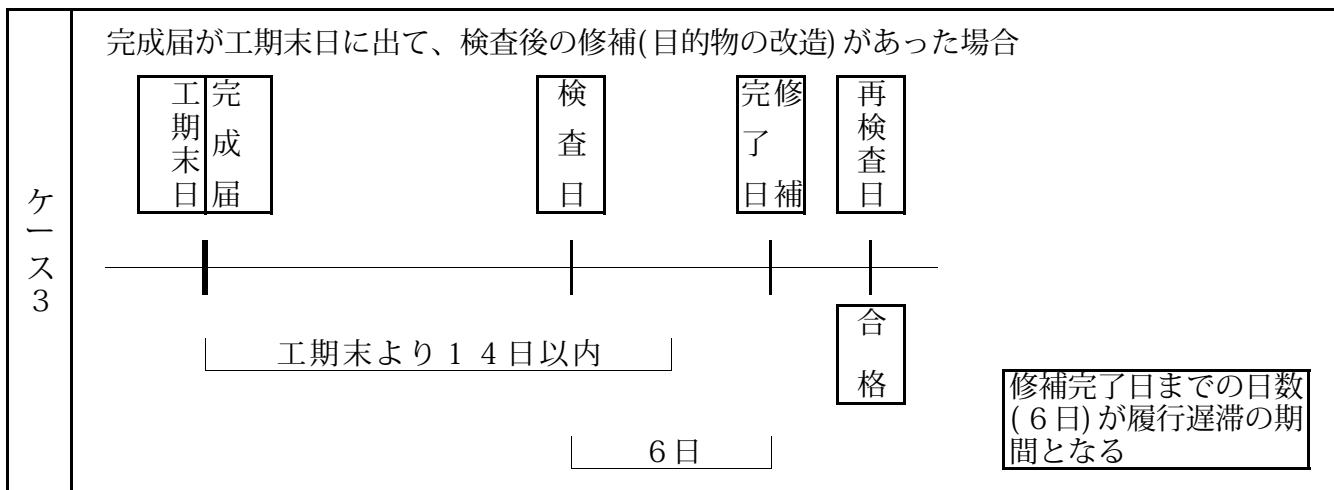 完成届が工期末日に出て、検査後の修補(目的物の改造)があった場合
ケース３
工期末日
完成届
検査日
修補
完了日
再検査日
合格
工期末より１４日以内
６日
修補完了日までの日数
(６日)が履行遅滞の期
間となる